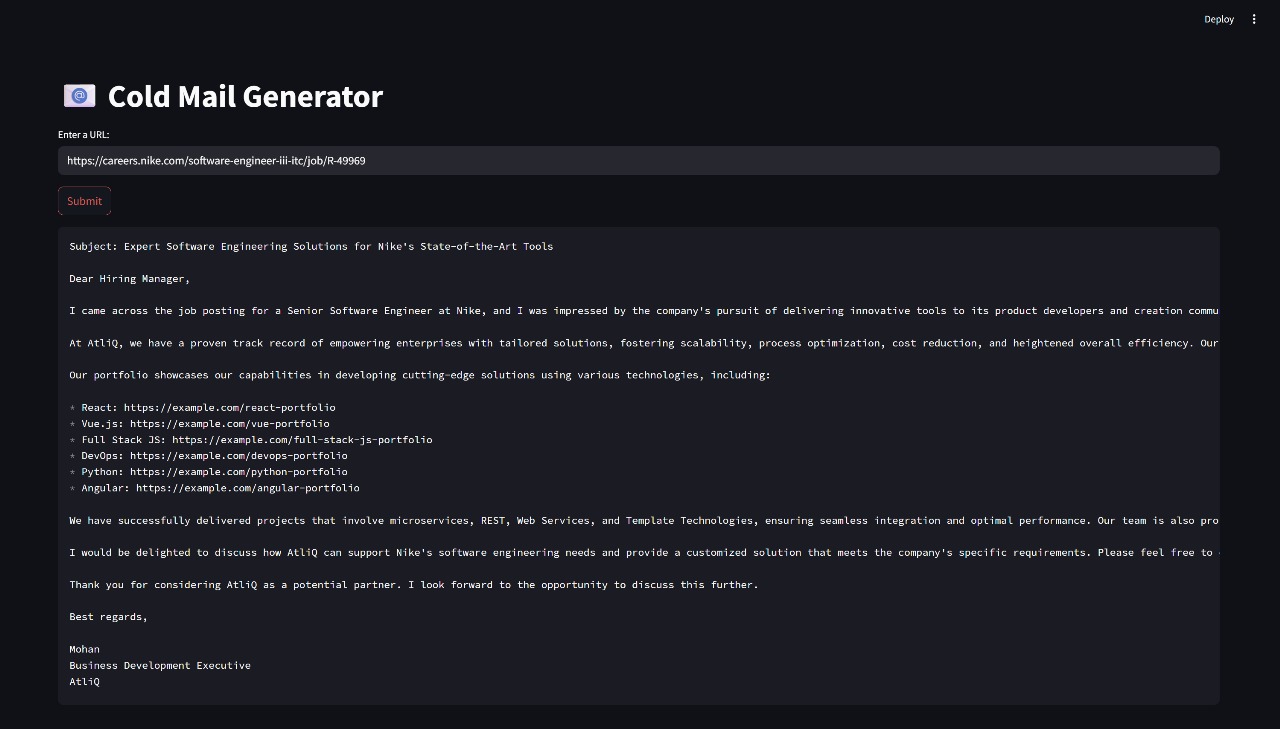 Deploy
Cold Mail Generator
Enter a URL:
https://careers.nike.com/software-engineer-iii-itc/job/R-49969
Submit
Subject: Expert Software Engineering Solutions for Nike's State-of-the-Art Tools
Dear Hiring Manager,
I came across the job posting for a Senior Software Engineer at Nike, and I was impressed by the company's pursuit of delivering innovative tools to its product developers and creation commu
At AtliQ, we have a proven track record of empowering enterprises with tailored solutions, fostering scalability, process optimization, cost reduction, and heightened overall efficiency. Our
Our portfolio showcases our capabilities in developing cutting-edge solutions using various technologies, including:
* React: https://example.com/react-portfolio
* Vue.js: https://example.com/vue-portfolio
* Full Stack JS: https://example.com/full-stack-js-portfolio
* DevOps: https://example.com/devops-portfolio
* Python: https://example.com/python-portfolio
* Angular: https://example.com/angular-portfolio
We have successfully delivered projects that involve microservices, REST, Web Services, and Template Technologies, ensuring seamless integration and optimal performance. Our team is also pro
I would be delighted to discuss how AtliQ can support Nike's software engineering needs and provide a customized solution that meets the company's specific requirements. Please feel free to
Thank you for considering AtliQ as a potential partner. I look forward to the opportunity to discuss this further.
Best regards,
Mohan
Business Development Executive
AtliQ